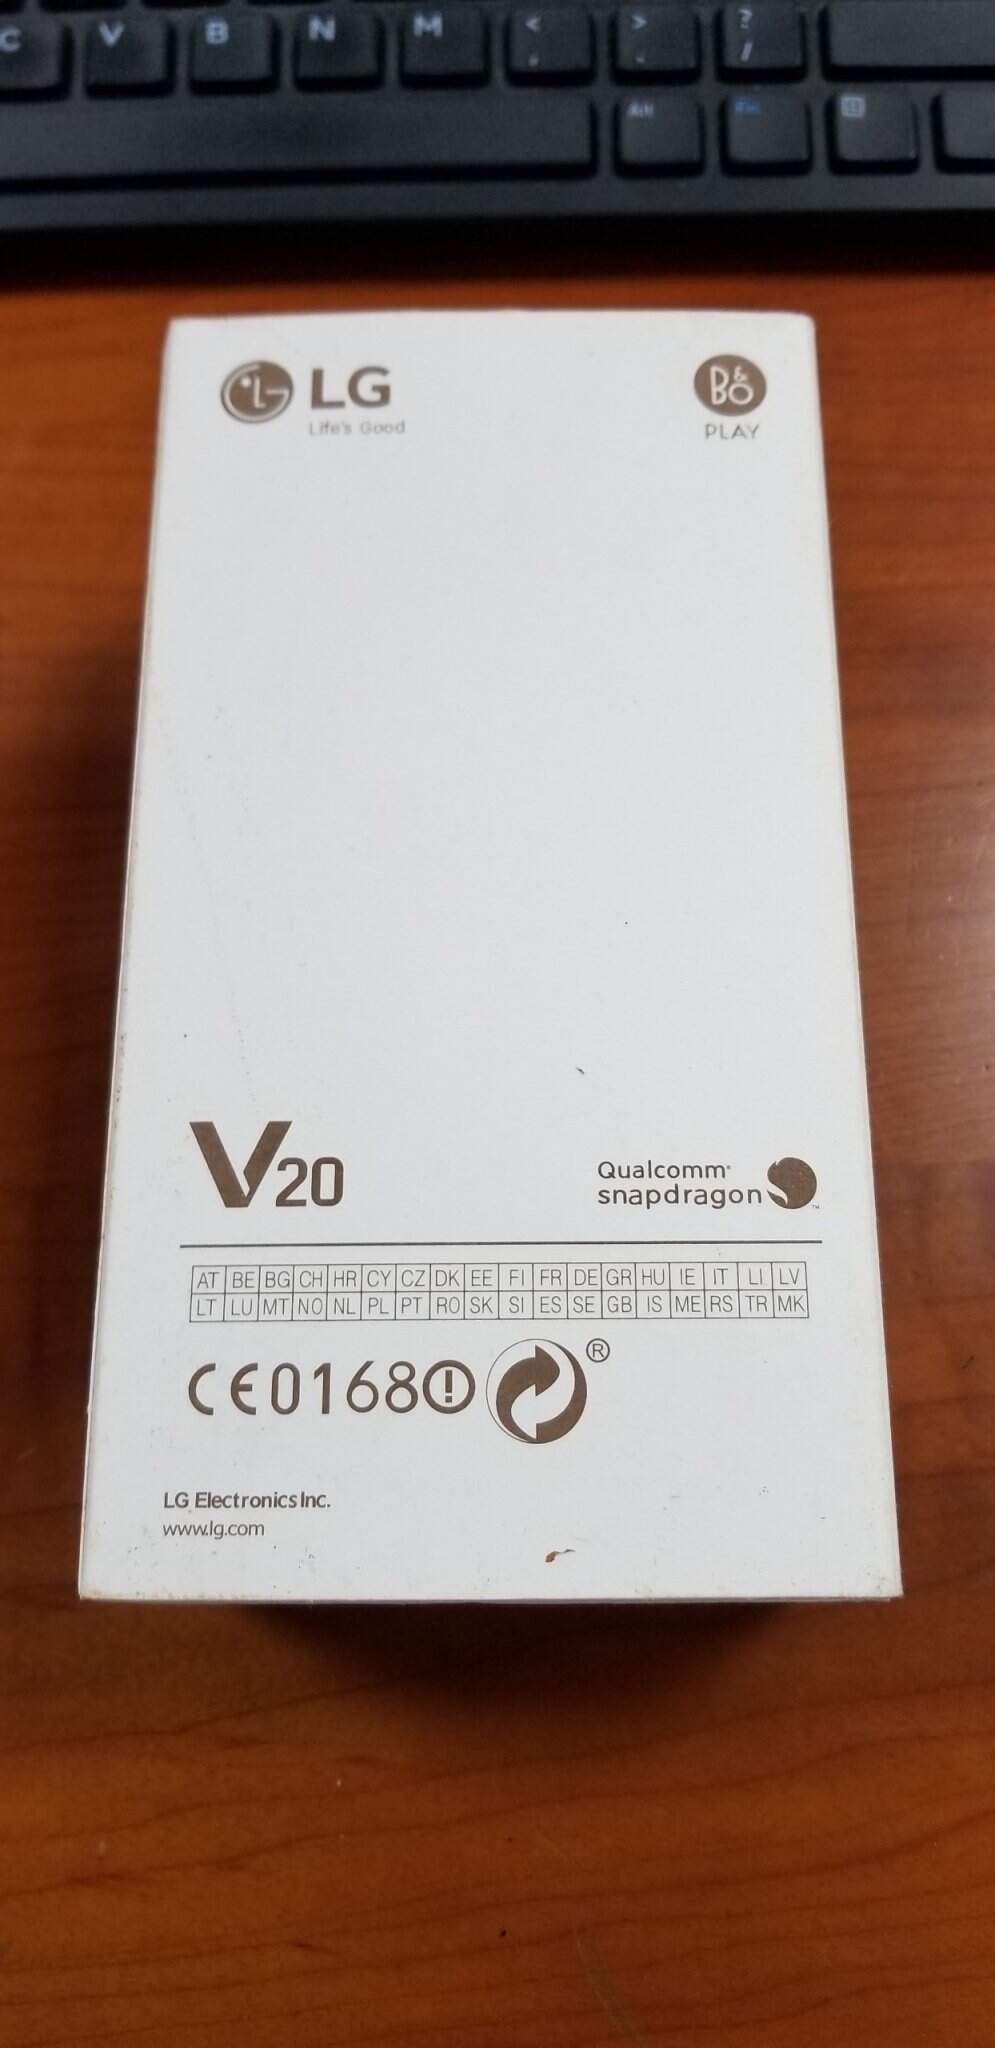 C V B N M < , > . ? /
Alt Fn
LG
Life's Good
B&O
PLAY
V20
Qualcomm
snapdragon™
AT BE BG CH HR CY CZ DK EE FI FR DE GR HU IE IT LI LV
LT LU MT NO NL PL PT RO SK SI ES SE GB IS ME RS TR MK
CE0168! ®
LG Electronics Inc.
www.lg.com